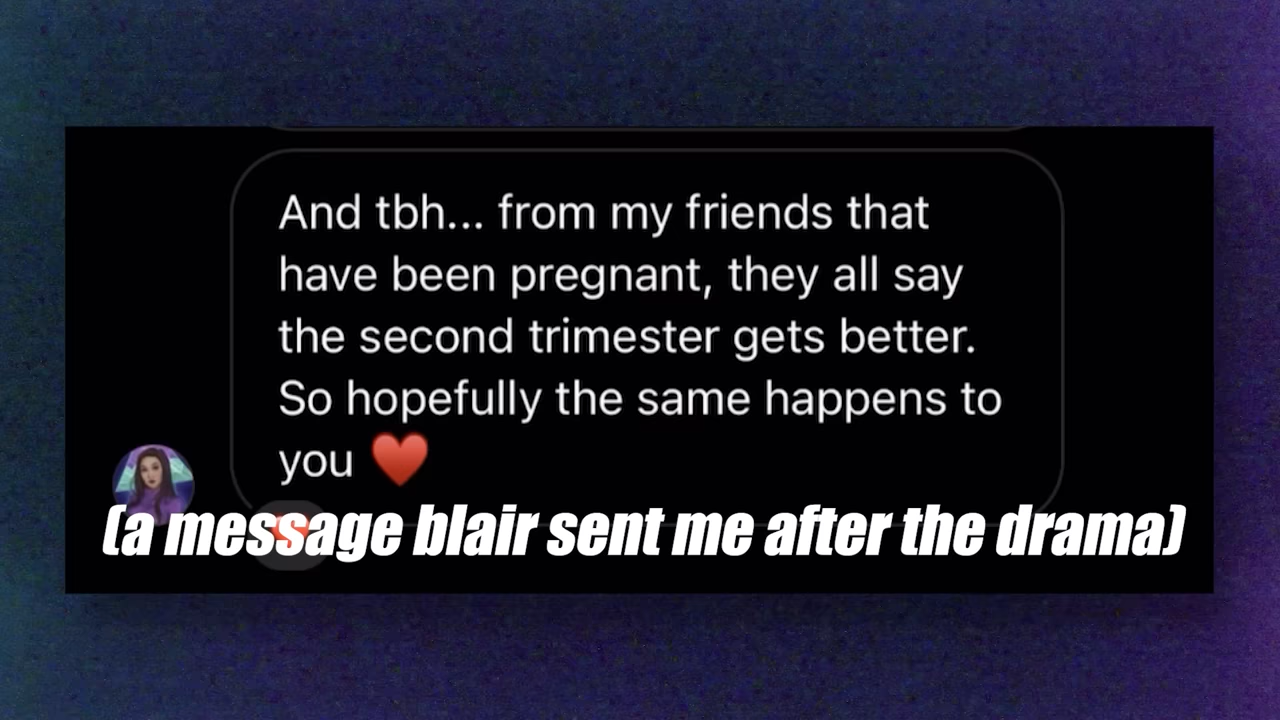 And tbh... from my friends that
have been pregnant, they all say
the second trimester gets better.
So hopefully the same happens to
you ❤️
(a message blair sent me after the drama)